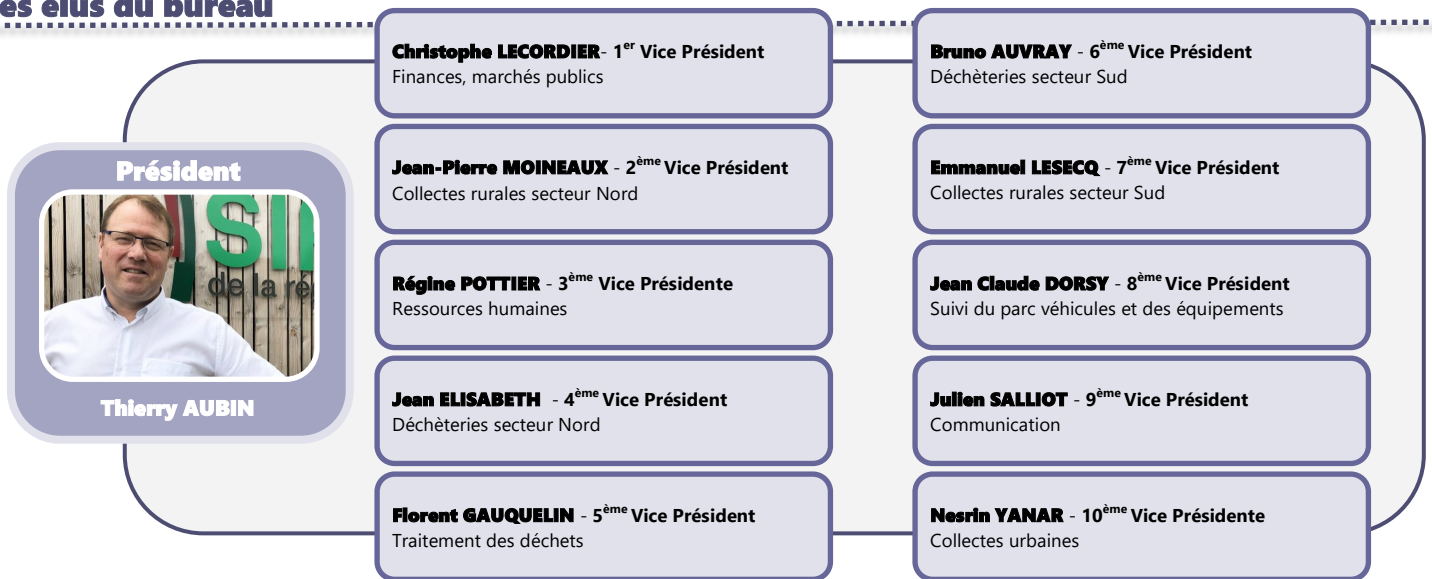 es élus du bureau
Président
SI
de la ré
Thierry AUBIN
Christophe LECORDIER- 1er Vice Président
Finances, marchés publics
Jean-Pierre MOINEAUX - 2ème Vice Président
Collectes rurales secteur Nord
Régine POTTIER - 3ème Vice Présidente
Ressources humaines
Jean ELISABETH - 4ème Vice Président
Déchèteries secteur Nord
Florent GAUQUELIN - 5ème Vice Président
Traitement des déchets
Bruno AUVRAY - 6ème Vice Président
Déchèteries secteur Sud
Emmanuel LESECQ - 7ème Vice Président
Collectes rurales secteur Sud
Jean Claude DORSY - 8ème Vice Président
Suivi du parc véhicules et des équipements
Julien SALLIOT - 9ème Vice Président
Communication
Nesrin YANAR - 10ème Vice Présidente
Collectes urbaines